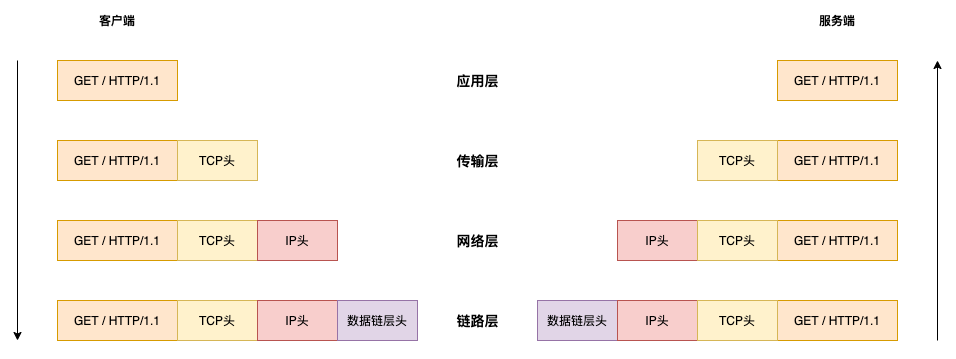 客户端
服务端
GET / HTTP/1.1
应用层
GET / HTTP/1.1
GET / HTTP/1.1
TCP头
传输层
TCP头
GET / HTTP/1.1
GET / HTTP/1.1
TCP头
IP头
网络层
IP头
TCP头
GET / HTTP/1.1
GET / HTTP/1.1
TCP头
IP头
数据链层头
链路层
数据链层头
IP头
TCP头
GET / HTTP/1.1